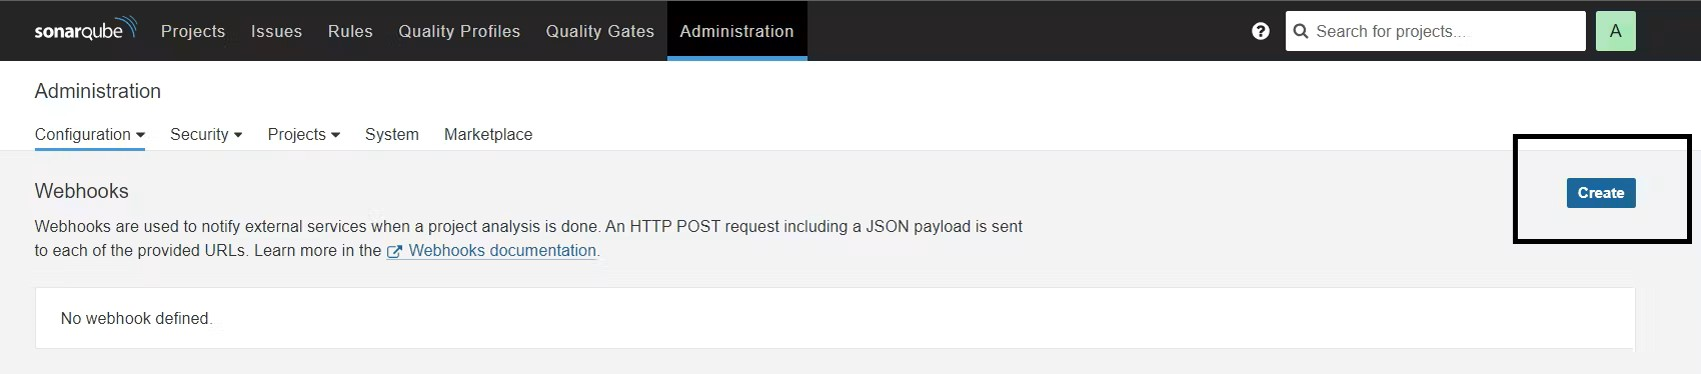 sonarqube Projects Issues Rules Quality Profiles Quality Gates Administration ? Search for projects... A
Administration
Configuration Security Projects System Marketplace
Webhooks
Create
Webhooks are used to notify external services when a project analysis is done. An HTTP POST request including a JSON payload is sent
to each of the provided URLs. Learn more in the Webhooks documentation.
No webhook defined.